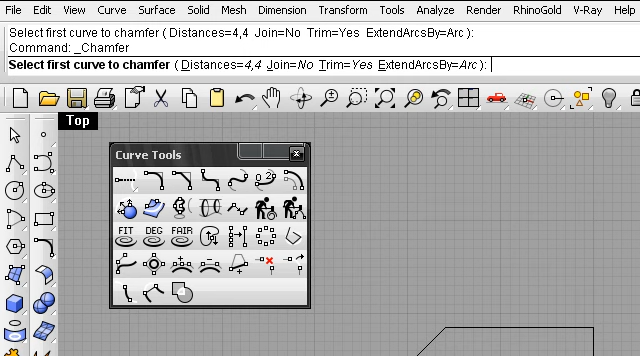 File Edit View Curve Surface Solid Mesh Dimension Transform Tools Analyze Render RhinoGold V-Ray Help
Select first curve to chamfer ( Distances=4,4 Join=No Trim=Yes ExtendArcsBy=Arc ):
Command: _Chamfer
Select first curve to chamfer ( Distances=4,4 Join=No Trim=Yes ExtendArcsBy=Arc ):
Top
Curve Tools
FIT DEG FAIR